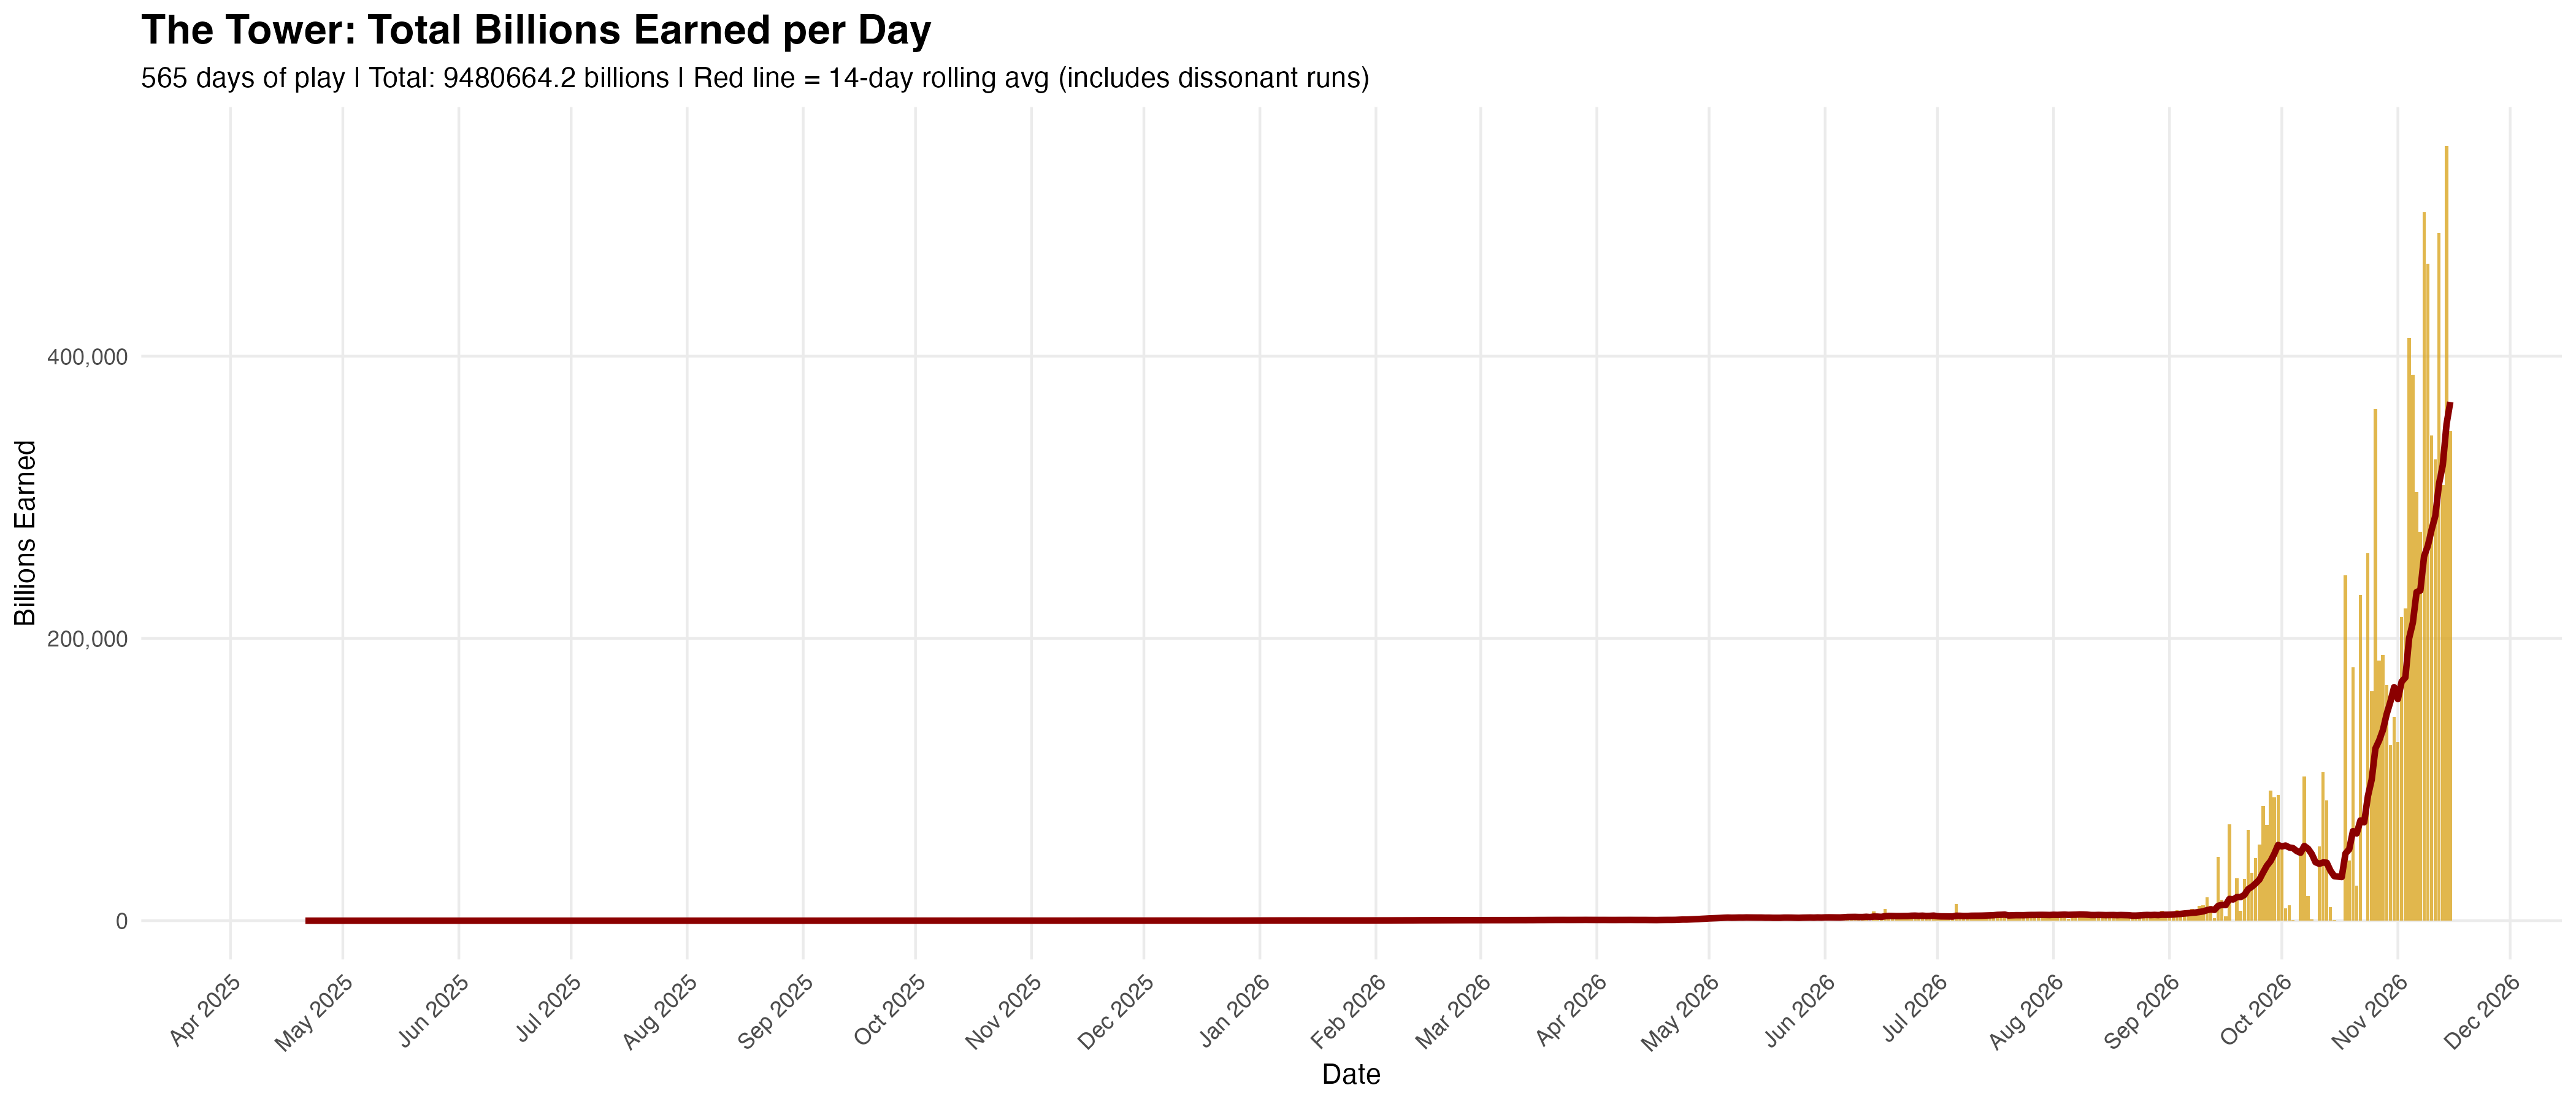 The Tower: Total Billions Earned per Day
565 days of play | Total: 9480664.2 billions | Red line = 14-day rolling avg (includes dissonant runs)
Billions Earned
400,000
200,000
0
Apr 2025
May 2025
Jun 2025
Jul 2025
Aug 2025
Sep 2025
Oct 2025
Nov 2025
Dec 2025
Jan 2026
Feb 2026
Mar 2026
Apr 2026
May 2026
Jun 2026
Jul 2026
Aug 2026
Sep 2026
Oct 2026
Nov 2026
Dec 2026
Date